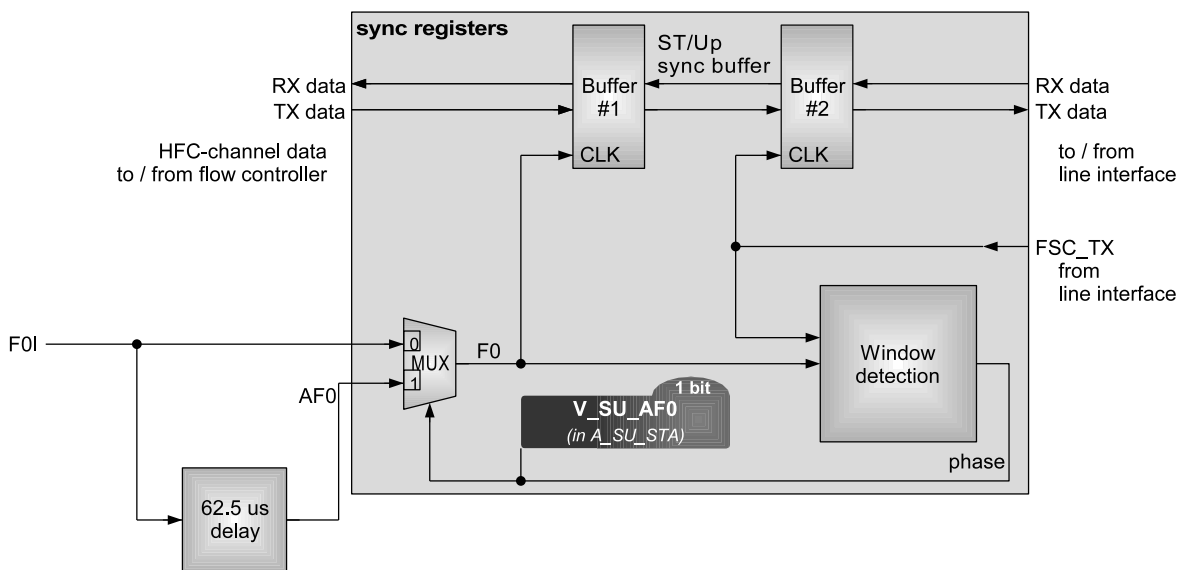 sync registers
ST/Up
sync buffer
RX data
TX data
Buffer
#1
CLK
Buffer
#2
CLK
RX data
TX data
HFC-channel data
to / from flow controller
to / from
line interface
FSC_TX
from
line interface
F0I
0
MUX
1
F0
AF0
Window
detection
1 bit
V_SU_AF0
(in A_SU_STA)
phase
62.5 us
delay